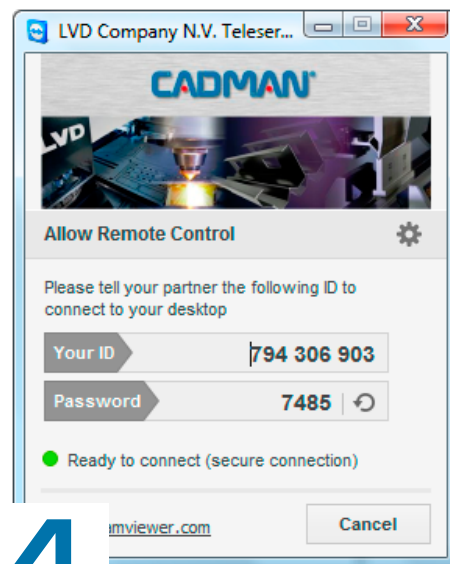 LVD Company N.V. Teleser...
CADMAN®
LVD
Allow Remote Control
Please tell your partner the following ID to
connect to your desktop
Your ID 794 306 903
Password 7485
Ready to connect (secure connection)
amviewer.com
Cancel
4